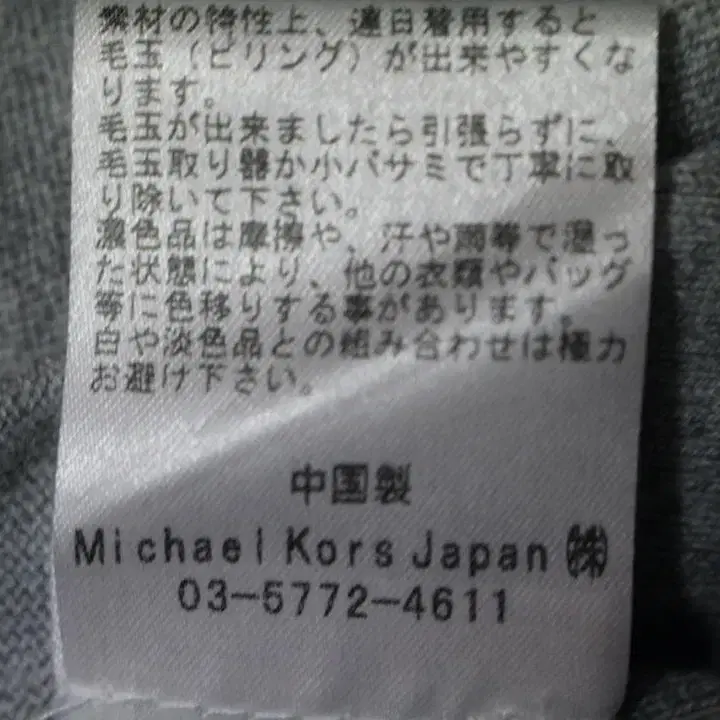 素材の特性上、連日着用すると
毛玉（ピリング）が出来やすくな
ります。
毛玉が出来ましたら引張らずに、
毛玉取り器か小バサミで丁寧に取
り除いて下さい。
濃色品は摩擦や、汗や雨等で湿っ
た状態により、他の衣類やバッグ
等に色移りする事があります。
白や淡色品との組み合わせは極力
お避け下さい。
中国製
Michael Kors Japan ㈱
03-5772-4611